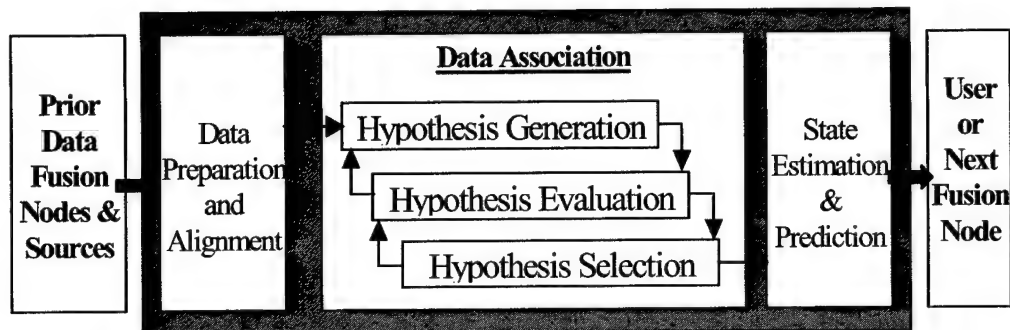 Prior
Data
Fusion
Nodes &
Sources
Data
Preparation
and
Alignment
Data Association
Hypothesis Generation
Hypothesis Evaluation
Hypothesis Selection
State
Estimation
&
Prediction
User
or
Next
Fusion
Node